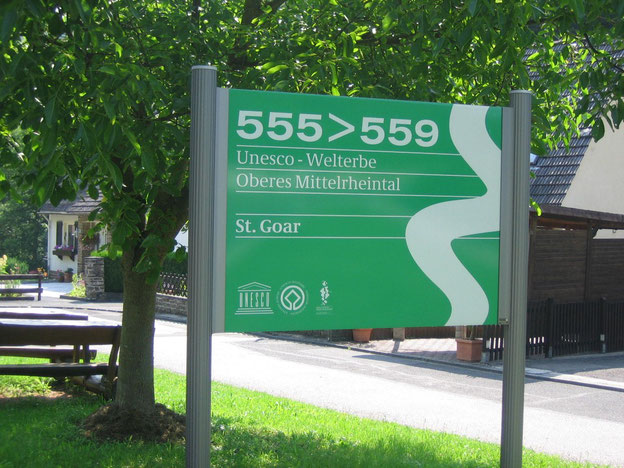 555>559
Unesco - Welterbe
Oberes Mittelrheintal
St. Goar
UNESCO